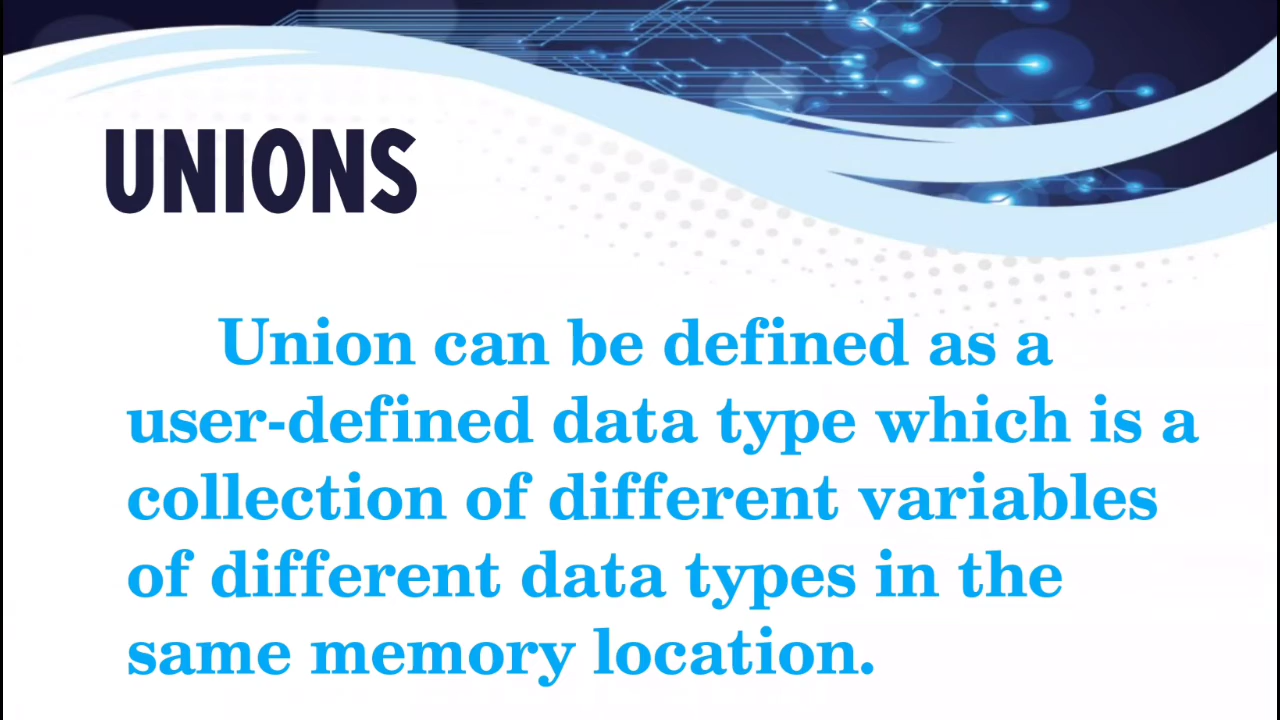 UNIONS
Union can be defined as a
user-defined data type which is a
collection of different variables
of different data types in the
same memory location.